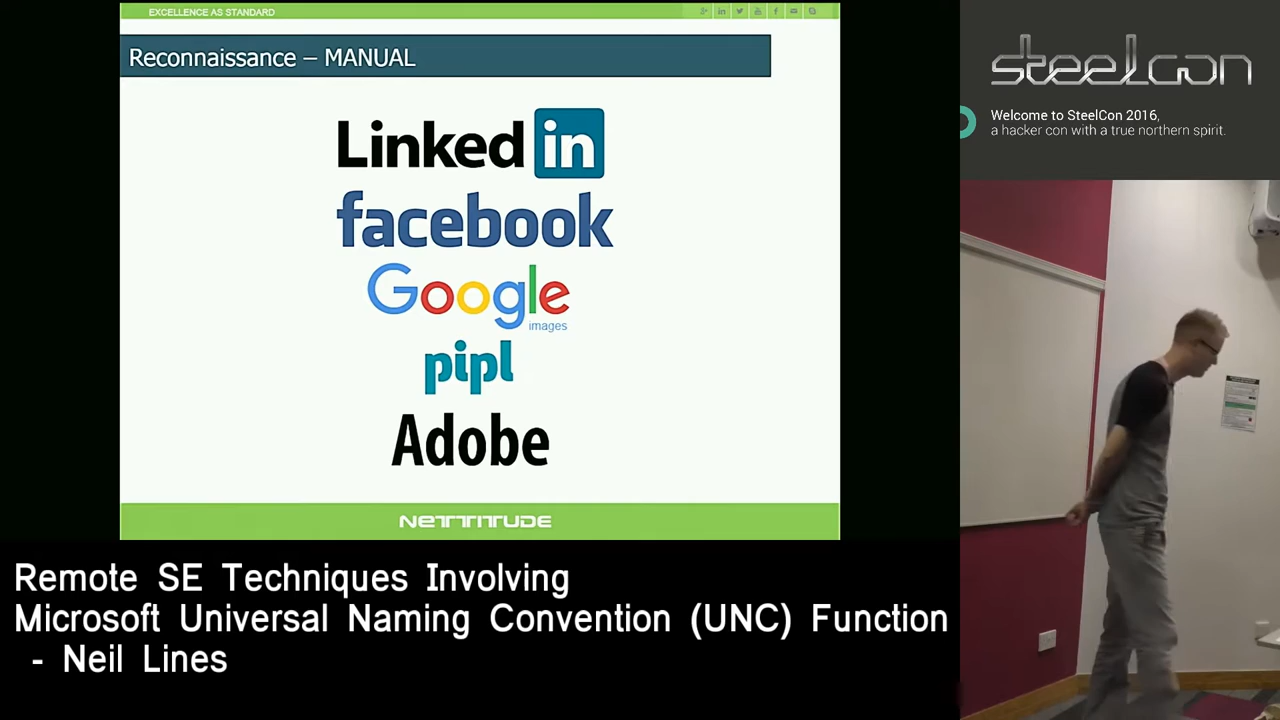 EXCELLENCE AS STANDARD
Reconnaissance – MANUAL
Linked in
facebook
Google
images
pipl
Adobe
NETTITUDE
steelcon
Welcome to SteelCon 2016,
a hacker con with a true northern spirit.
Remote SE Techniques Involving
Microsoft Universal Naming Convention (UNC) Function
- Neil Lines